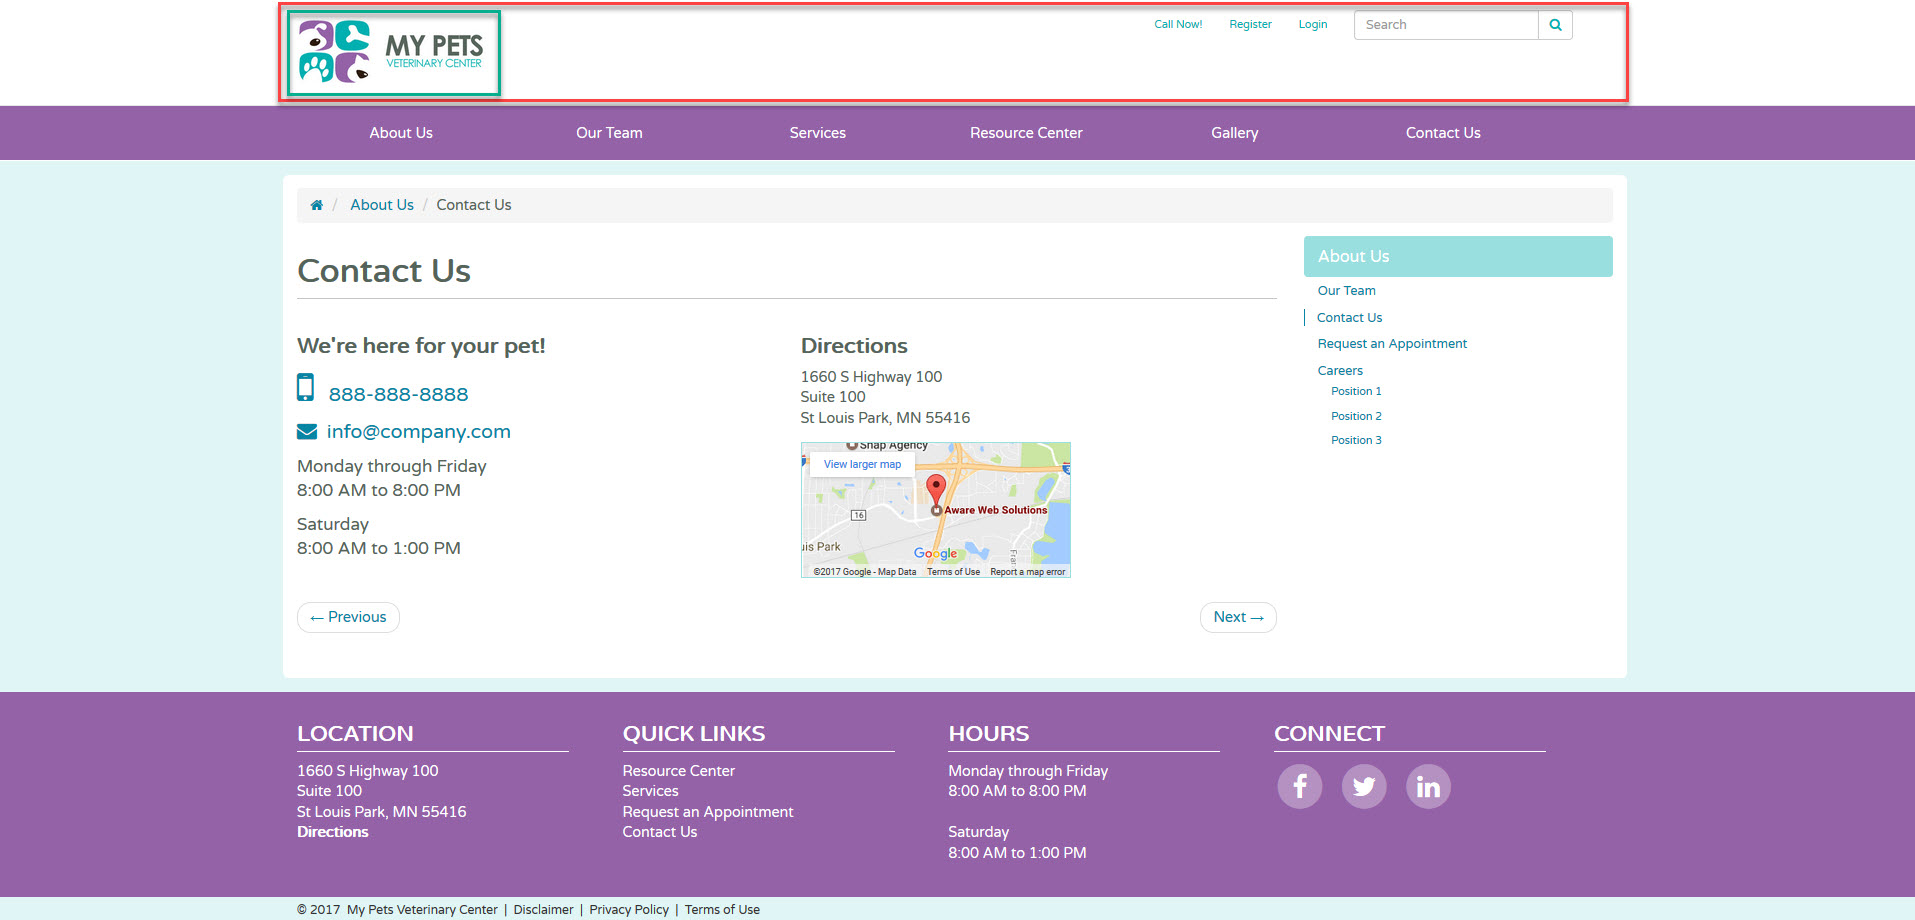 MY PETS
VETERINARY CENTER
Call Now!
Register
Login
Search
About Us
Our Team
Services
Resource Center
Gallery
Contact Us
/ About Us / Contact Us
Contact Us
We're here for your pet!
888-888-8888
info@company.com
Monday through Friday
8:00 AM to 8:00 PM
Saturday
8:00 AM to 1:00 PM
Directions
1660 S Highway 100
Suite 100
St Louis Park, MN 55416
Snap Agency
View larger map
16
Aware Web Solutions
uis Park
Google
Fran
©2017 Google - Map Data
Terms of Use
Report a map error
← Previous
Next →
About Us
Our Team
Contact Us
Request an Appointment
Careers
Position 1
Position 2
Position 3
LOCATION
1660 S Highway 100
Suite 100
St Louis Park, MN 55416
Directions
QUICK LINKS
Resource Center
Services
Request an Appointment
Contact Us
HOURS
Monday through Friday
8:00 AM to 8:00 PM
Saturday
8:00 AM to 1:00 PM
CONNECT
f
in
© 2017 My Pets Veterinary Center | Disclaimer | Privacy Policy | Terms of Use